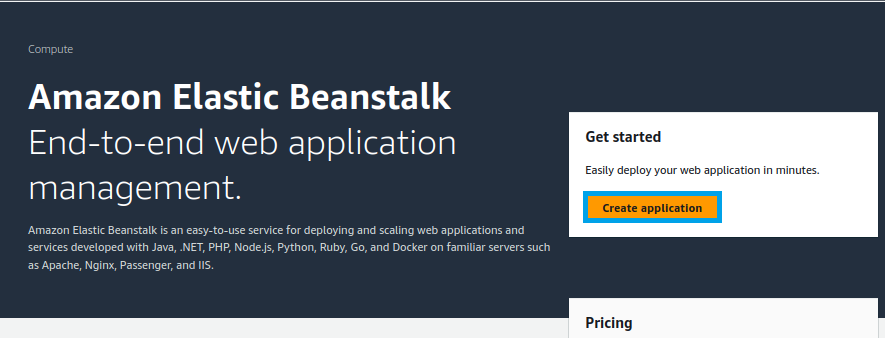 Compute
Amazon Elastic Beanstalk
End-to-end web application
management.
Amazon Elastic Beanstalk is an easy-to-use service for deploying and scaling web applications and
services developed with Java, .NET, PHP, Node.js, Python, Ruby, Go, and Docker on familiar servers such
as Apache, Nginx, Passenger, and IIS.
Get started
Easily deploy your web application in minutes.
Create application
Pricing